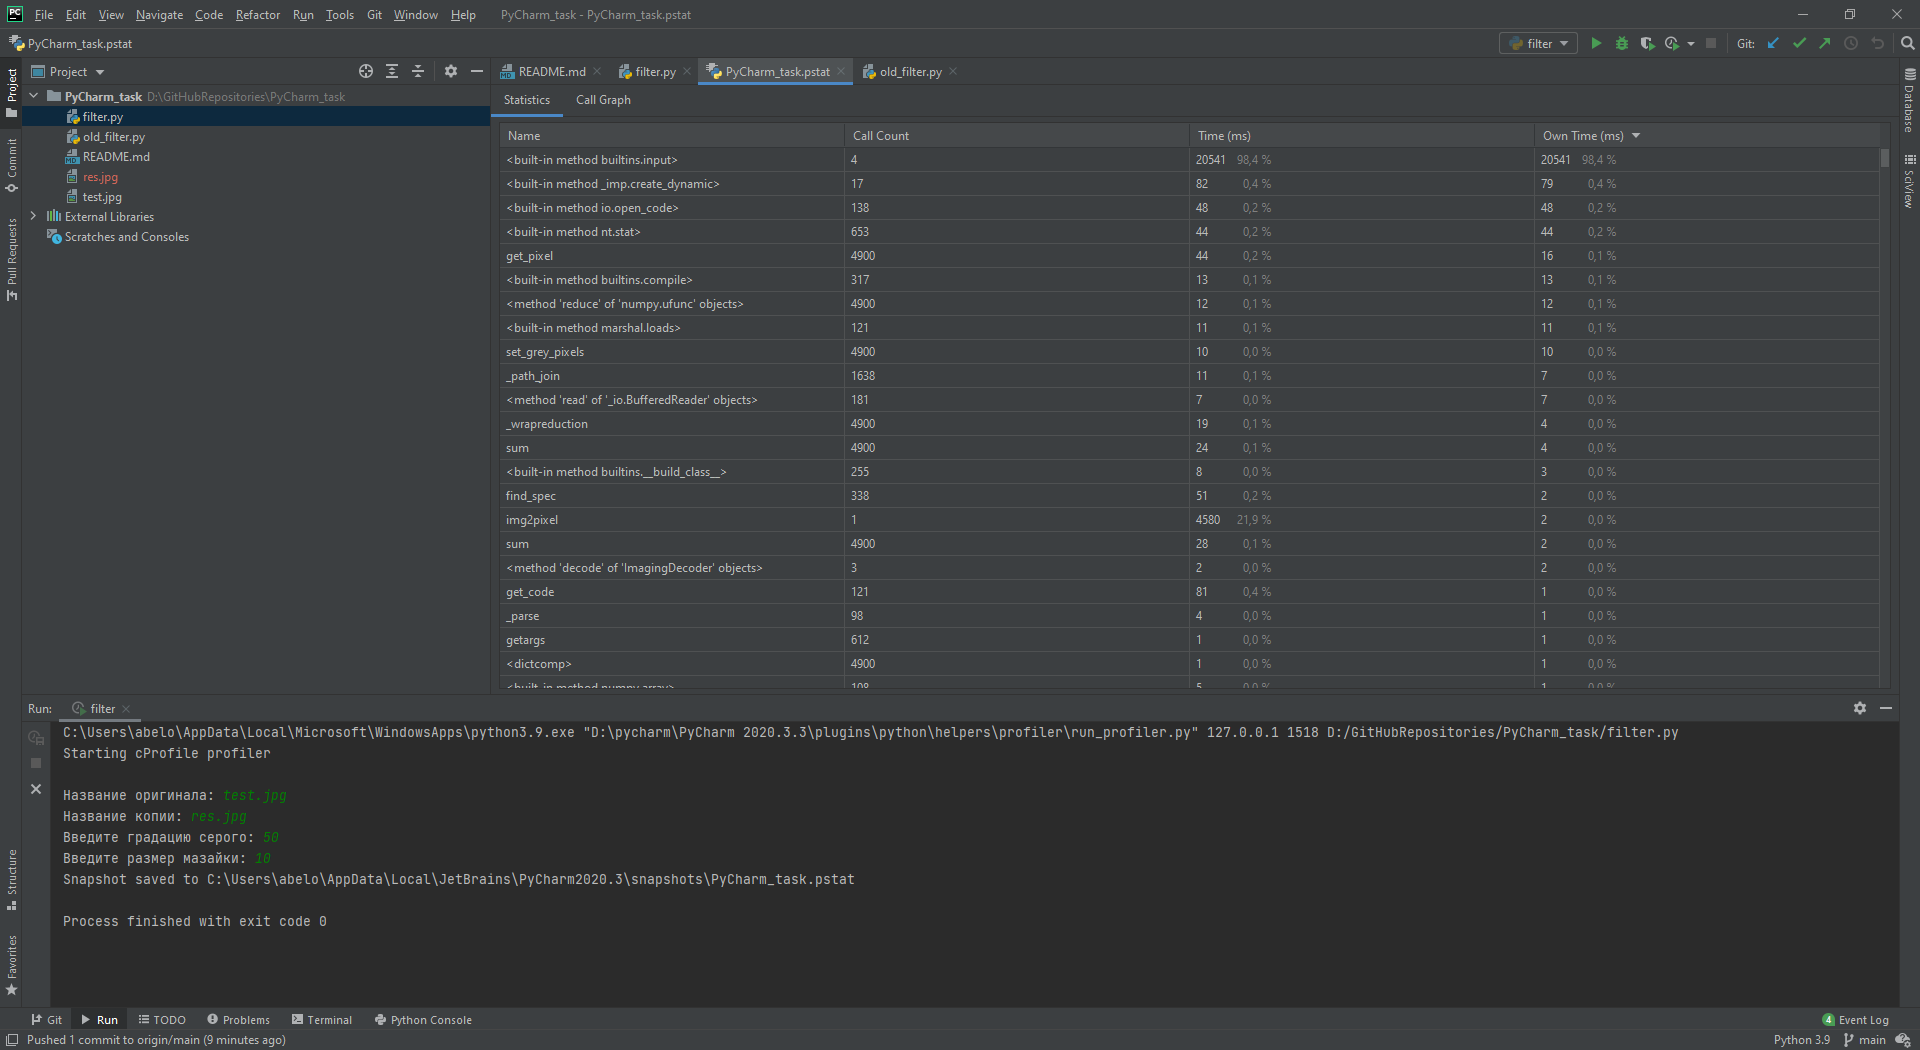 PC File Edit View Navigate Code Refactor Run Tools Git Window Help PyCharm_task - PyCharm_task.pstat
PyCharm_task.pstat filter Git:
Project
README.md filter.py PyCharm_task.pstat old_filter.py
PyCharm_task D:\GitHubRepositories\PyCharm_task
filter.py
old_filter.py
README.md
res.jpg
test.jpg
External Libraries
Scratches and Consoles
Project
Commit
Pull Requests
Structure
Favorites
Database
SciView
Statistics Call Graph
Name Call Count Time (ms) Own Time (ms)
<built-in method builtins.input> 4 20541 98,4 % 20541 98,4 %
<built-in method _imp.create_dynamic> 17 82 0,4 % 79 0,4 %
<built-in method io.open_code> 138 48 0,2 % 48 0,2 %
<built-in method nt.stat> 653 44 0,2 % 44 0,2 %
get_pixel 4900 44 0,2 % 16 0,1 %
<built-in method builtins.compile> 317 13 0,1 % 13 0,1 %
<method 'reduce' of 'numpy.ufunc' objects> 4900 12 0,1 % 12 0,1 %
<built-in method marshal.loads> 121 11 0,1 % 11 0,1 %
set_grey_pixels 4900 10 0,0 % 10 0,0 %
_path_join 1638 11 0,1 % 7 0,0 %
<method 'read' of '_io.BufferedReader' objects> 181 7 0,0 % 7 0,0 %
_wrapreduction 4900 19 0,1 % 4 0,0 %
sum 4900 24 0,1 % 4 0,0 %
<built-in method builtins.__build_class__> 255 8 0,0 % 3 0,0 %
find_spec 338 51 0,2 % 2 0,0 %
img2pixel 1 4580 21,9 % 2 0,0 %
sum 4900 28 0,1 % 2 0,0 %
<method 'decode' of 'ImagingDecoder' objects> 3 2 0,0 % 2 0,0 %
get_code 121 81 0,4 % 1 0,0 %
_parse 98 4 0,0 % 1 0,0 %
getargs 612 1 0,0 % 1 0,0 %
<dictcomp> 4900 1 0,0 % 1 0,0 %
<built-in method numpy.array> 108 5 0,0 % 1 0,0 %
Run: filter
C:\Users\abelo\AppData\Local\Microsoft\WindowsApps\python3.9.exe "D:\pycharm\PyCharm 2020.3.3\plugins\python\helpers\profiler\run_profiler.py" 127.0.0.1 1518 D:/GitHubRepositories/PyCharm_task/filter.py
Starting cProfile profiler
Название оригинала: test.jpg
Название копии: res.jpg
Введите градацию серого: 50
Введите размер мазайки: 10
Snapshot saved to C:\Users\abelo\AppData\Local\JetBrains\PyCharm2020.3\snapshots\PyCharm_task.pstat
Process finished with exit code 0
Git Run TODO Problems Terminal Python Console 4 Event Log
Pushed 1 commit to origin/main (9 minutes ago) Python 3.9 main